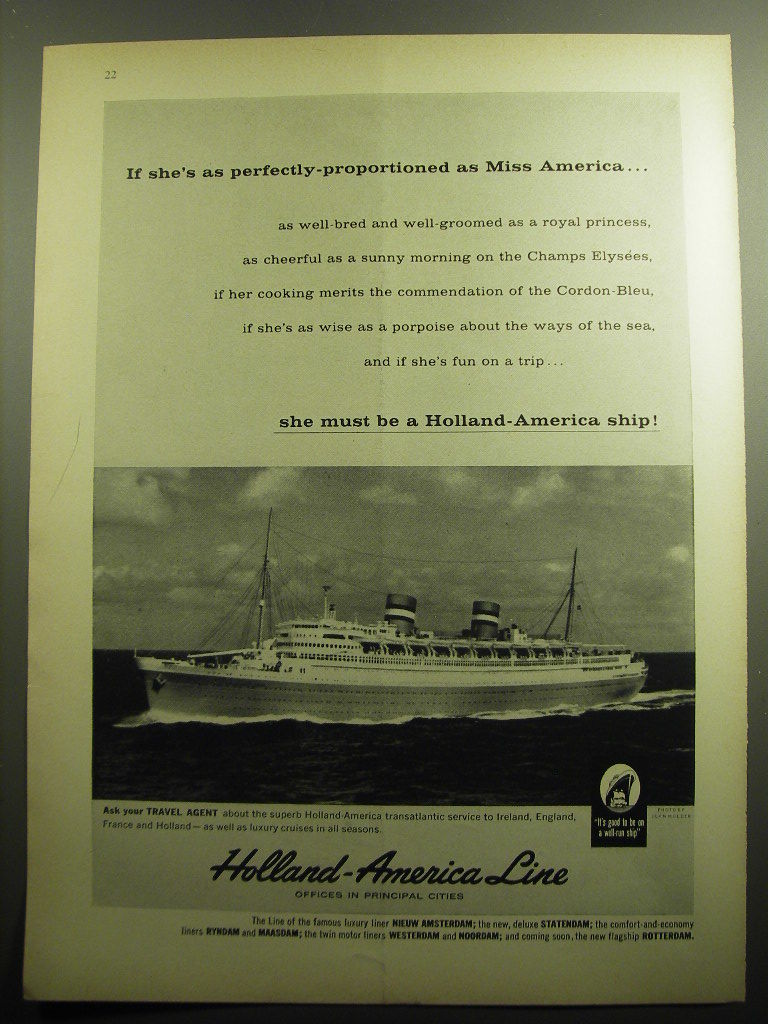 22
If she's as perfectly-proportioned as Miss America...
as well-bred and well-groomed as a royal princess,
as cheerful as a sunny morning on the Champs Elysées,
if her cooking merits the commendation of the Cordon-Bleu,
if she's as wise as a porpoise about the ways of the sea,
and if she's fun on a trip...
she must be a Holland-America ship!
Ask your TRAVEL AGENT about the superb Holland-America transatlantic service to Ireland, England,
France and Holland—as well as luxury cruises in all seasons.
"It's good to be on
a well-run ship"
PHOTO BY
Holland-America Line
OFFICES IN PRINCIPAL CITIES
The Line of the famous luxury liner NIEUW AMSTERDAM; the new, deluxe STATENDAM; the comfort-and-economy
liners RYNDAM and MAASDAM; the twin motor liners WESTERDAM and NOORDAM; and coming soon, the new flagship ROTTERDAM.